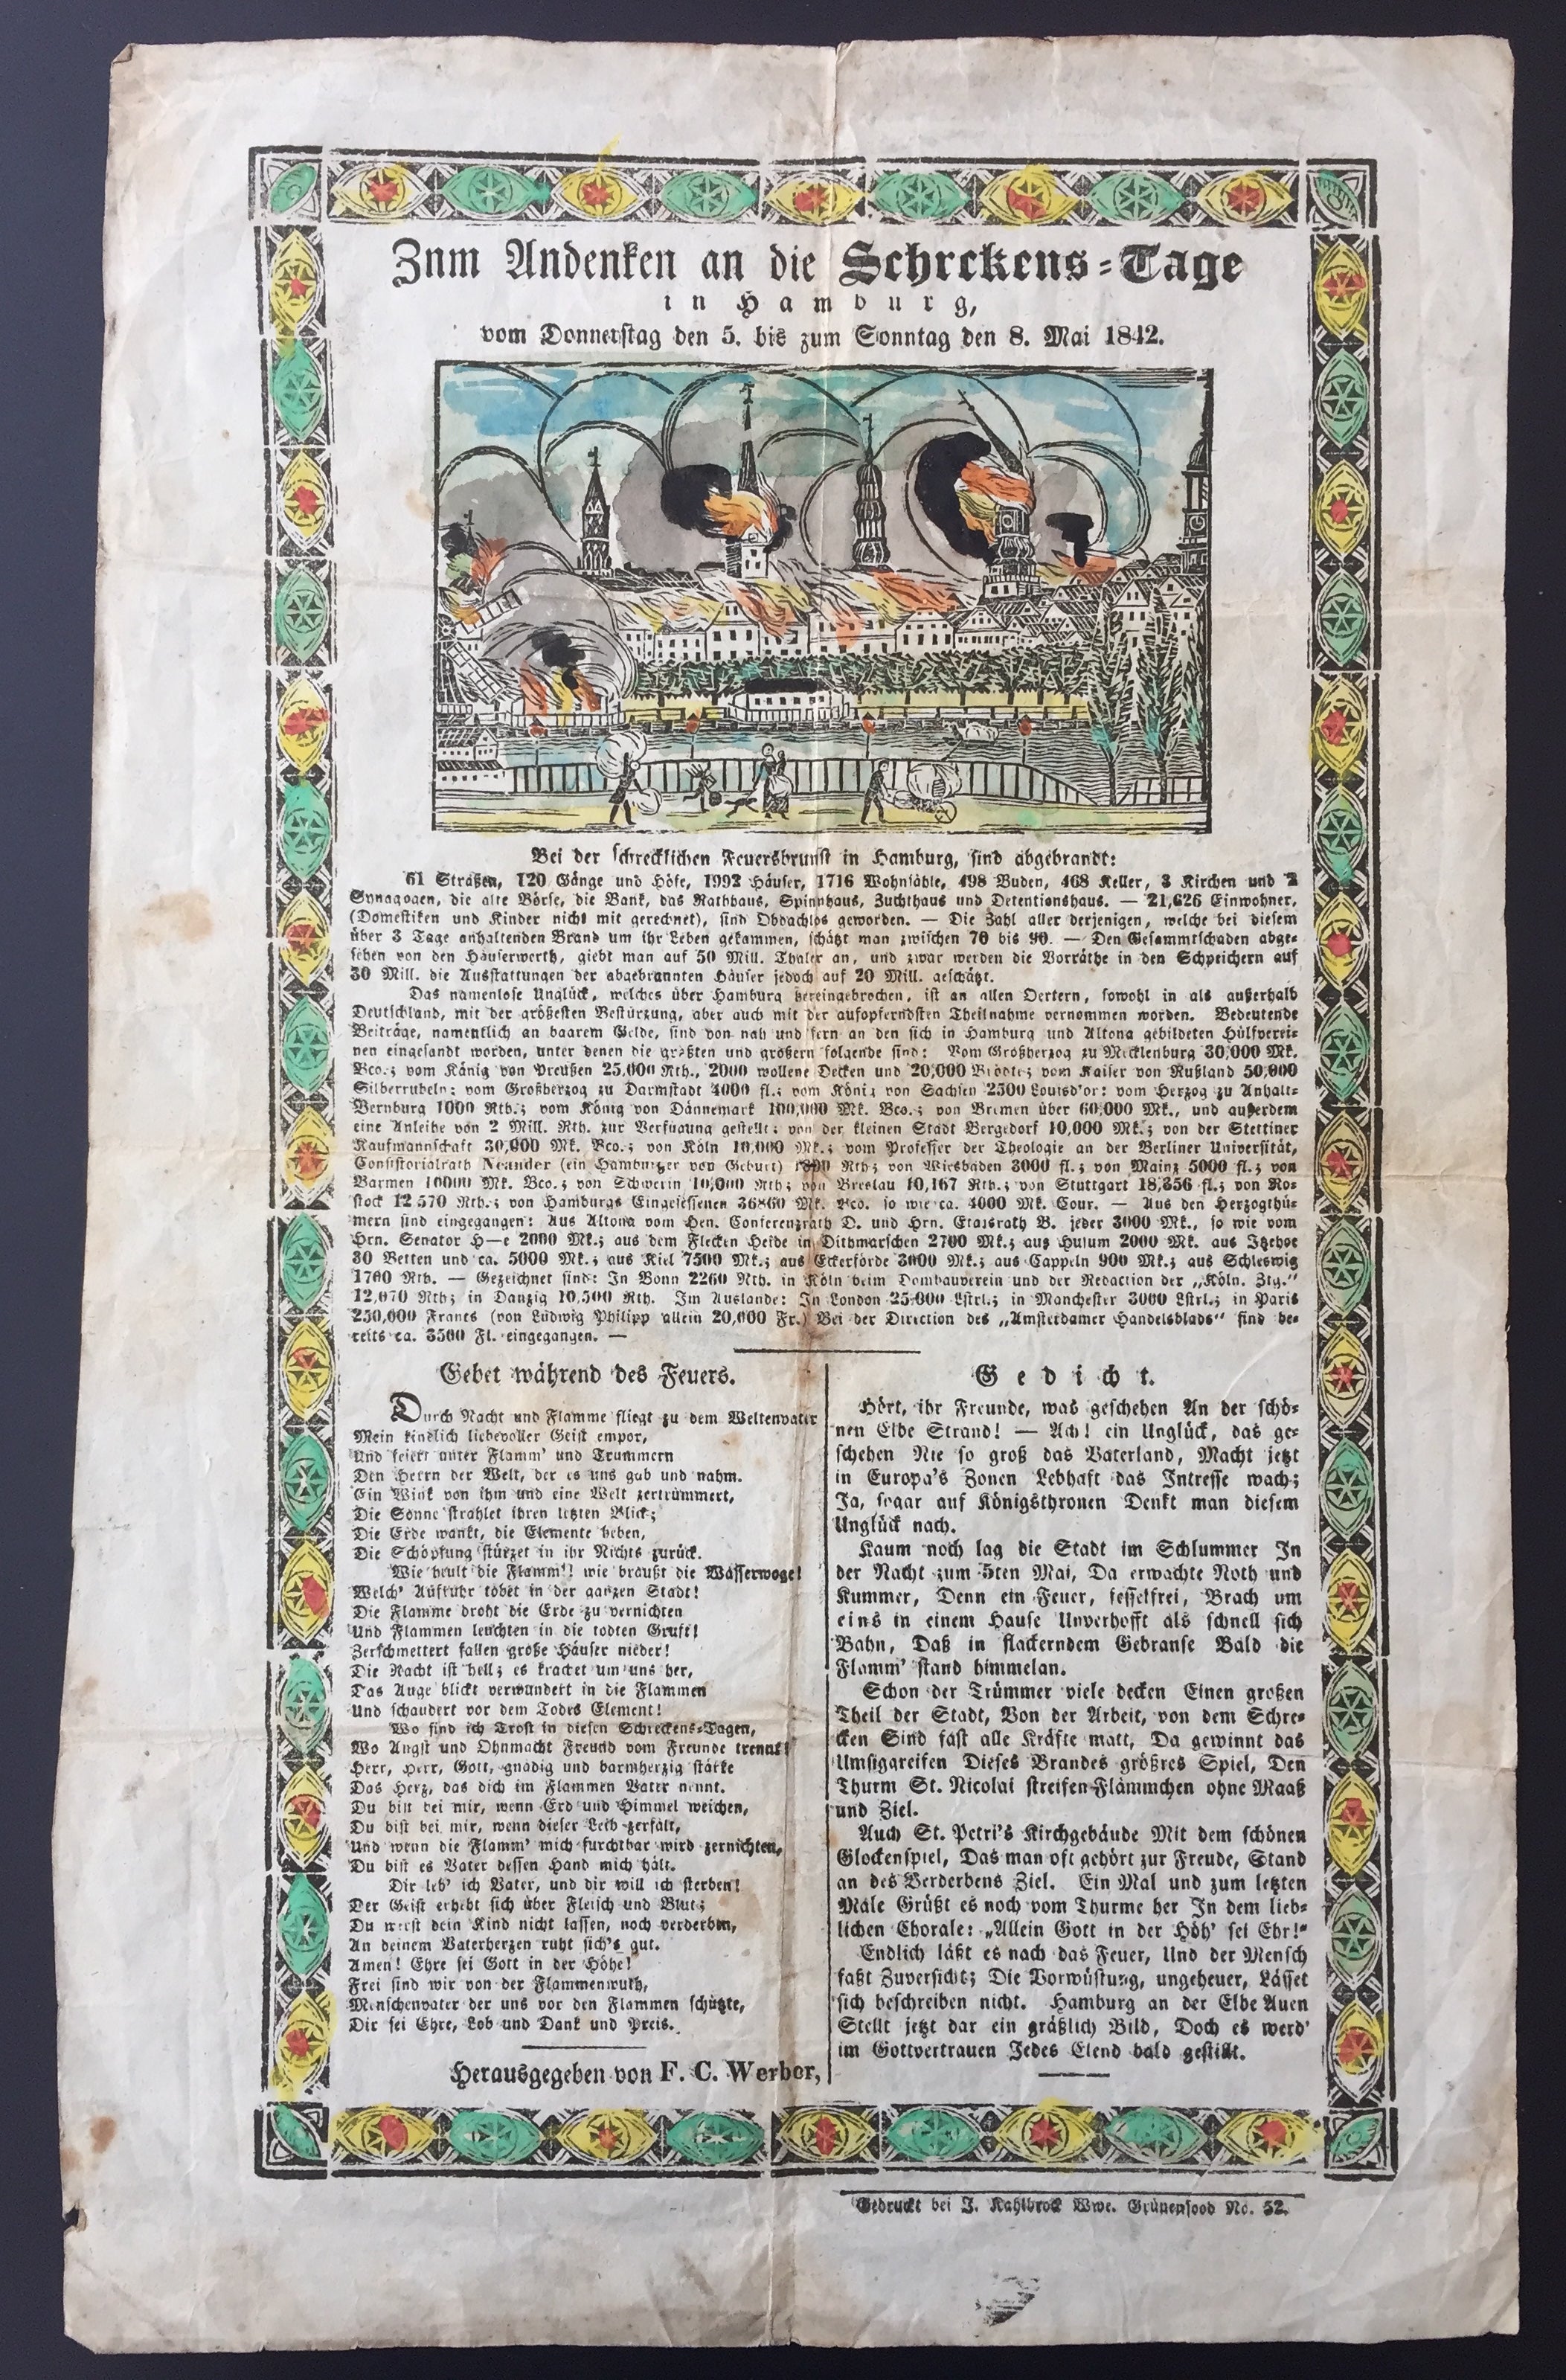 Znm Andenken an die Schrckens=Tage
in Hamburg,
vom Donnerstag den 5. bis zum Sonntag den 8. Mai 1842.
Bei der schrecklichen Feuersbrunst in Hamburg, sind abgebrandt:
61 Straßen, 120 Gänge und Höfe, 1992 Häuser, 1716 Wohnsähle, 498 Buden, 468 Keller, 3 Kirchen und 2
Synagogen, die alte Börse, die Bank, das Rathhaus, Spinnhaus, Zuchthaus und Detentionshaus. — 21,626 Einwohner,
(Domestiken und Kinder nicht mit gerechnet), sind Obdachlos geworden. — Die Zahl aller derjenigen, welche bei diesem
über 3 Tage anhaltenden Brand um ihr Leben gekammen, schätzt man zwischen 70 bis 90. — Den Gesammtschaden abge=
sehen von den Häuserwerth, giebt man auf 50 Mill. Thaler an, und zwar werden die Vorräthe in den Schpeichern auf
30 Mill. die Ausstattungen der abgebrannten Häuser jedoch auf 20 Mill. geschätzt.
Das namenlose Unglück, welches über Hamburg hereingebrochen, ist an allen Oertern, sowohl in als außerhalb
Deutschland, mit der größesten Bestürzung, aber auch mit der aufopferndsten Theilnahme vernommen worden. Bedeutende
Beiträge, namentlich an baarem Gelde, sind von nah und fern an den sich in Hamburg und Altona gebildeten Hülfverei=
nen eingesandt worden, unter denen die größten und größern folgende sind: Vom Großherzog zu Mecklenburg 30,000 Mk.
Bco.; vom König von Preußen 25,000 Rth., 2000 wollene Decken und 20,000 Brodte; vom Kaiser von Rußland 50,000
Silberrubeln; vom Großherzog zu Darmstadt 4000 fl.; vom König von Sachsen 2500 Louisd'or; vom Herzog zu Anhalt=
Bernburg 1000 Rth.; vom König von Dännemark 100,000 Mk. Bco.; von Bremen über 60,000 Mk., und außerdem
eine Anleihe von 2 Mill. Rth. zur Verfügung gestellt; von der kleinen Stadt Bergedorf 10,000 Mk.; von der Stettiner
Kaufmannschaft 30,000 Mk. Bco.; von Köln 10,000 Mk.; vom Professer der Theologie an der Berliner Universität,
Consistorialrath Neander (ein Hamburger von Geburt) Rth; von Wiesbaden 3000 fl.; von Mainz 5000 fl.; von
Barmen 10000 Mk. Bco.; von Schwerin 10,000 Rth; von Breslau 10,167 Rth.; von Stuttgart 18,356 fl.; von Ro=
stock 12 570 Rth.; von Hamburgs Eingesessenen 36860 Mk. Bco. so wie ca. 4000 Mk. Cour. — Aus den Herzogthü=
mern sind eingegangen: Aus Altona vom Hen. Conferenzrath D. und Hrn. Etatsrath B. jeder 3000 Mk., so wie vom
Hrn. Senator H—e 2000 Mk.; aus dem Flecken Heide in Dithmarschen 2700 Mk.; aus Husum 2000 Mk. aus Itzehoe
30 Betten und ca. 5000 Mk.; aus Kiel 7500 Mk.; aus Eckerförde 3000 Mk.; aus Cappeln 900 Mk.; aus Schleswig
1700 Rth. — Gezeichnet sind: In Bonn 2260 Rth. in Köln beim Dombauverein und der Redaction der „Köln. Ztg."
12,070 Rth; in Danzig 10,500 Rth. Im Auslande: In London 25,000 Lstrl.; in Manchester 3000 Lstrl.; in Paris
250,000 Francs (von Ludwig Philipp allein 20,000 Fr.) Bei der Direction des „Amsterdamer Handelsblads" sind be=
reits ca. 3500 Fl. eingegangen. —
Gebet während des Feuers.
Durch Nacht und Flamme fliegt zu dem Weltenvater
Mein kindlich liebevoller Geist empor,
Und feiert unter Flamm' und Trummern
Den Herrn der Welt, der es uns gab und nahm.
Ein Wink von ihm und eine Welt zertrümmert,
Die Sonne strahlet ihren letzten Blick;
Die Erde wankt, die Elemente beben,
Die Schöpfung stürzet in ihr Nichts zurück.
Wie heult die Flamm'! wie braußt die Wasserwoge!
Welch' Aufruhr tobet in der ganzen Stadt!
Die Flamme droht die Erde zu vernichten
Und Flammen leuchten in die todten Gruft!
Zerschmettert fallen große Häuser nieder!
Die Nacht ist hell; es krachet um uns her,
Das Auge blickt verwundert in die Flammen
Und schaudert vor dem Todes Element!
Wo find ich Trost in diesen Schreckens=Tagen,
Wo Angst und Ohnmacht Freund vom Freunde trennt!
Herr, Herr, Gott, gnädig und barmherzig stärke
Das Herz, das dich im Flammen Vater nennt.
Du bist bei mir, wenn Erd und Himmel weichen,
Du bist bei mir, wenn dieser Leib zerfält,
Und wenn die Flamm' mich furchtbar wird zernichten,
Du bist es Vater dessen Hand mich hält.
Dir leb' ich Vater, und dir will ich sterben!
Der Geist erhebt sich über Fleisch und Blut;
Du wirst dein Kind nicht lassen, noch verderben,
An deinem Vaterherzen ruht sich's gut.
Amen! Ehre sei Gott in der Höhe!
Frei sind wir von der Flammenwuth,
Menschenvater der uns vor den Flammen schützte,
Dir sei Ehre, Lob und Dank und Preis.
Herausgegeben von F. C. Werber,
Gedicht.
Hört, ihr Freunde, was geschehen An der schö=
nen Elbe Strand! — Ach! ein Unglück, das ge=
schehen Nie so groß das Vaterland, Macht jetzt
in Europa's Zonen Lebhaft das Intresse wach;
Ja, sogar auf Königsthronen Denkt man diesem
Unglück nach.
Kaum noch lag die Stadt im Schlummer In
der Nacht zum 5ten Mai, Da erwachte Noth und
Kummer, Denn ein Feuer, fesselfrei, Brach um
eins in einem Hause Unverhofft als schnell sich
Bahn, Daß in flackerndem Gebranse Bald die
Flamm' stand himmelan.
Schon der Trümmer viele decken Einen großen
Theil der Stadt, Von der Arbeit, von dem Schre=
cken Sind fast alle Kräfte matt, Da gewinnt das
Umsiggreifen Dieses Brandes größres Spiel, Den
Thurm St. Nicolai streifen Flämmchen ohne Maaß
und Ziel.
Auch St. Petri's Kirchgebäude Mit dem schönen
Glockenspiel, Das man oft gehört zur Freude, Stand
an des Verderbens Ziel. Ein Mal und zum letzten
Male Grüßt es noch vom Thurme her In dem lieb=
lichen Chorale: „Allein Gott in der Höh' sei Ehr!"
Endlich läßt es nach das Feuer, Und der Mensch
faßt Zuversicht; Die Vorwüstung, ungeheuer, Lässet
sich beschreiben nicht. Hamburg an der Elbe Auen
Stellt jetzt dar ein gräßlich Bild, Doch es werd'
im Gottvertrauen Jedes Elend bald gestillt.
Gedruckt bei J. Kahlbrock Wwe. Grünensood No. 52.